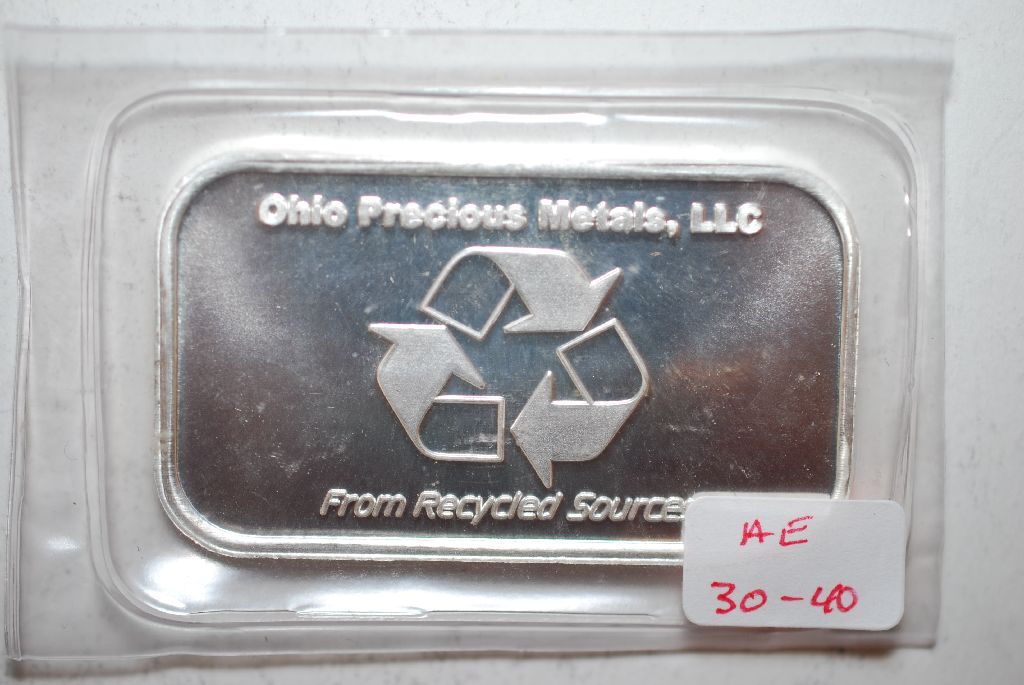 Ohio Precious Metals, LLC
From Recycled Sources
AE
30-40